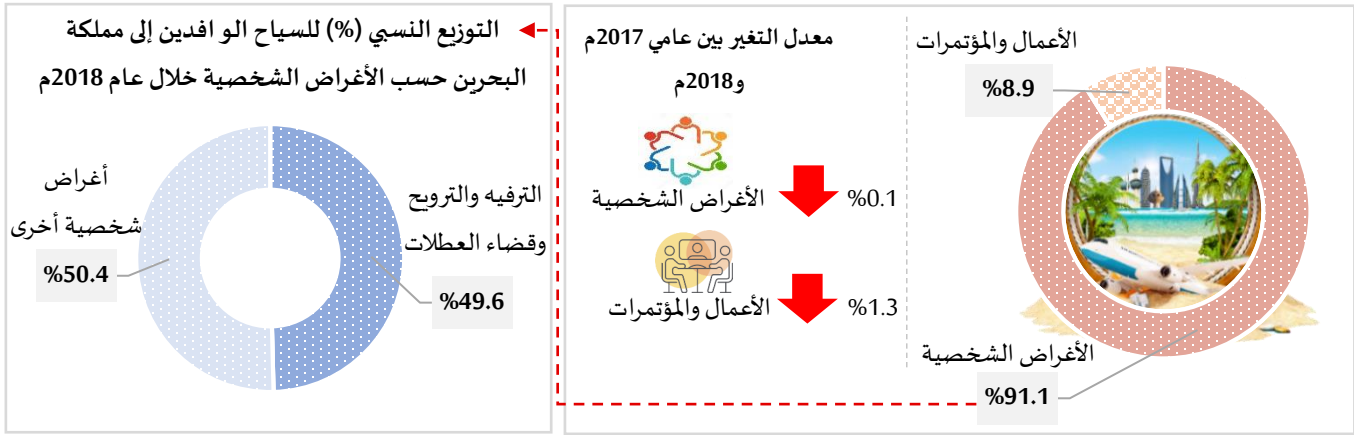 الأعمال والمؤتمرات
%8.9
الأغراض الشخصية
%91.1
معدل التغير بين عامي 2017م
و2018م
الأغراض الشخصية
%0.1
الأعمال والمؤتمرات
%1.3
التوزيع النسبي (%) للسياح الوافدين إلى مملكة
البحرين حسب الأغراض الشخصية خلال عام 2018م
الترفيه والترويح
وقضاء العطلات
%49.6
أغراض
شخصية أخرى
%50.4